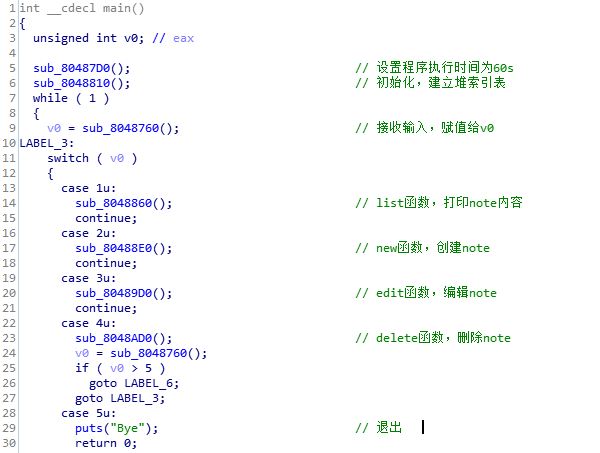 1 int __cdecl main()
2 {
3 unsigned int v0; // eax
4
5 sub_80487D0(); // 设置程序执行时间为60s
6 sub_8048810(); // 初始化，建立堆索引表
7 while ( 1 )
8 {
9 v0 = sub_8048760(); // 接收输入，赋值给v0
10 LABEL_3:
11 switch ( v0 )
12 {
13 case 1u:
14 sub_8048860(); // list函数，打印note内容
15 continue;
16 case 2u:
17 sub_80488E0(); // new函数，创建note
18 continue;
19 case 3u:
20 sub_80489D0(); // edit函数，编辑note
21 continue;
22 case 4u:
23 sub_8048AD0(); // delete函数，删除note
24 v0 = sub_8048760();
25 if ( v0 > 5 )
26 goto LABEL_6;
27 goto LABEL_3;
28 case 5u:
29 puts("Bye"); // 退出
30 return 0;